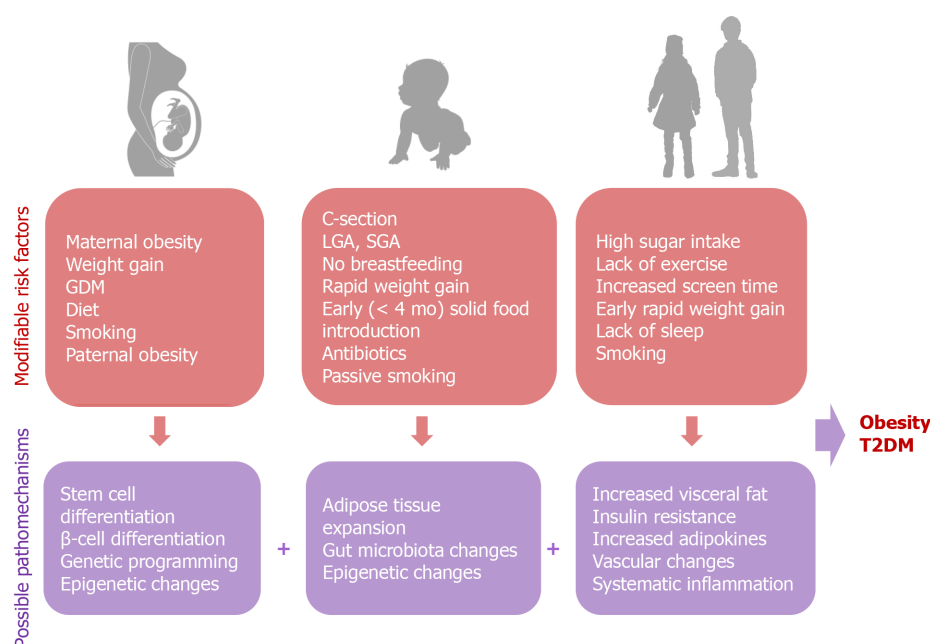 Modifiable risk factors
Maternal obesity
Weight gain
GDM
Diet
Smoking
Paternal obesity
C-section
LGA, SGA
No breastfeeding
Rapid weight gain
Early (< 4 mo) solid food
introduction
Antibiotics
Passive smoking
High sugar intake
Lack of exercise
Increased screen time
Early rapid weight gain
Lack of sleep
Smoking
Possible pathomechanisms
Stem cell
differentiation
β-cell differentiation
Genetic programming
Epigenetic changes
+
Adipose tissue
expansion
Gut microbiota changes
Epigenetic changes
+
Increased visceral fat
Insulin resistance
Increased adipokines
Vascular changes
Systematic inflammation
Obesity
T2DM